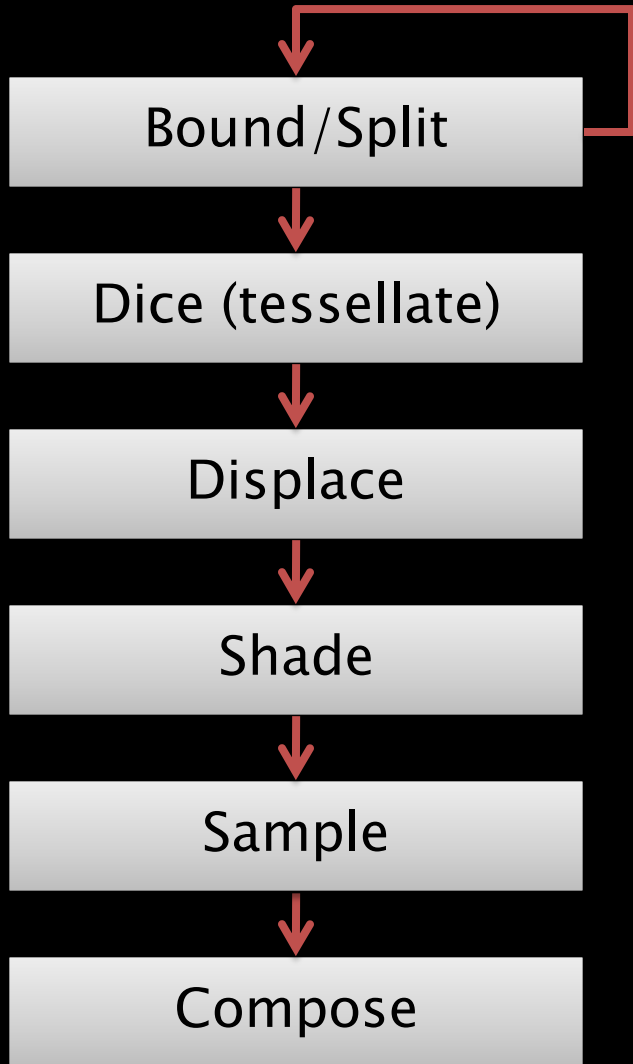 Bound/Split
Dice (tessellate)
Displace
Shade
Sample
Compose